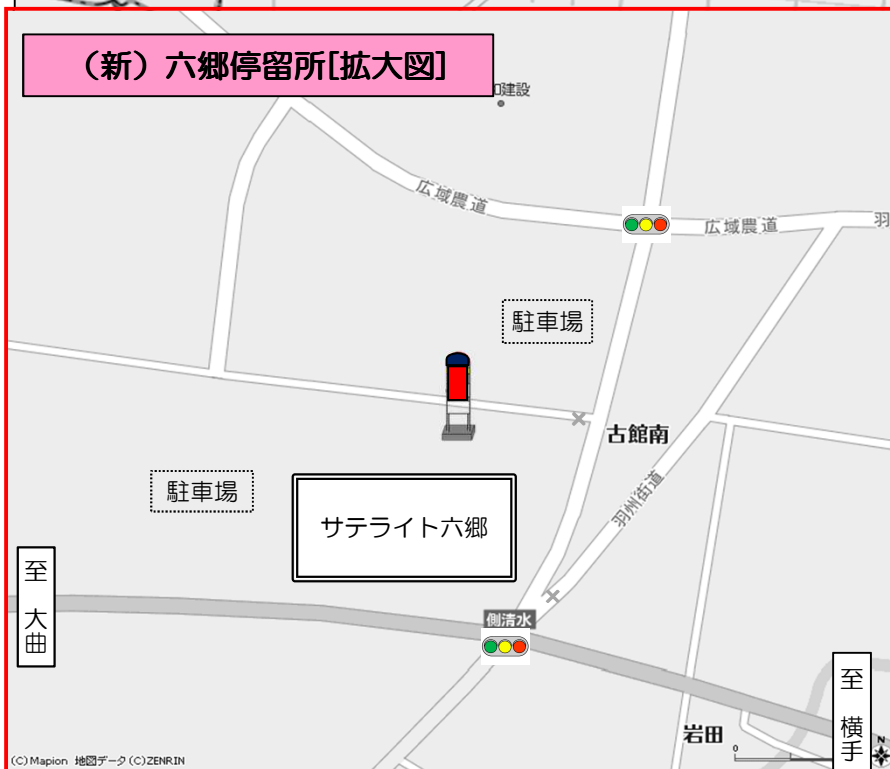 （新）六郷停留所[拡大図]
建設
広域農道
広域農道
羽
駐車場
古館南
駐車場
サテライト六郷
羽州街道
至 大曲
側清水
至 横手
岩田
0
N
(C)Mapion 地図データ(C)ZENRIN